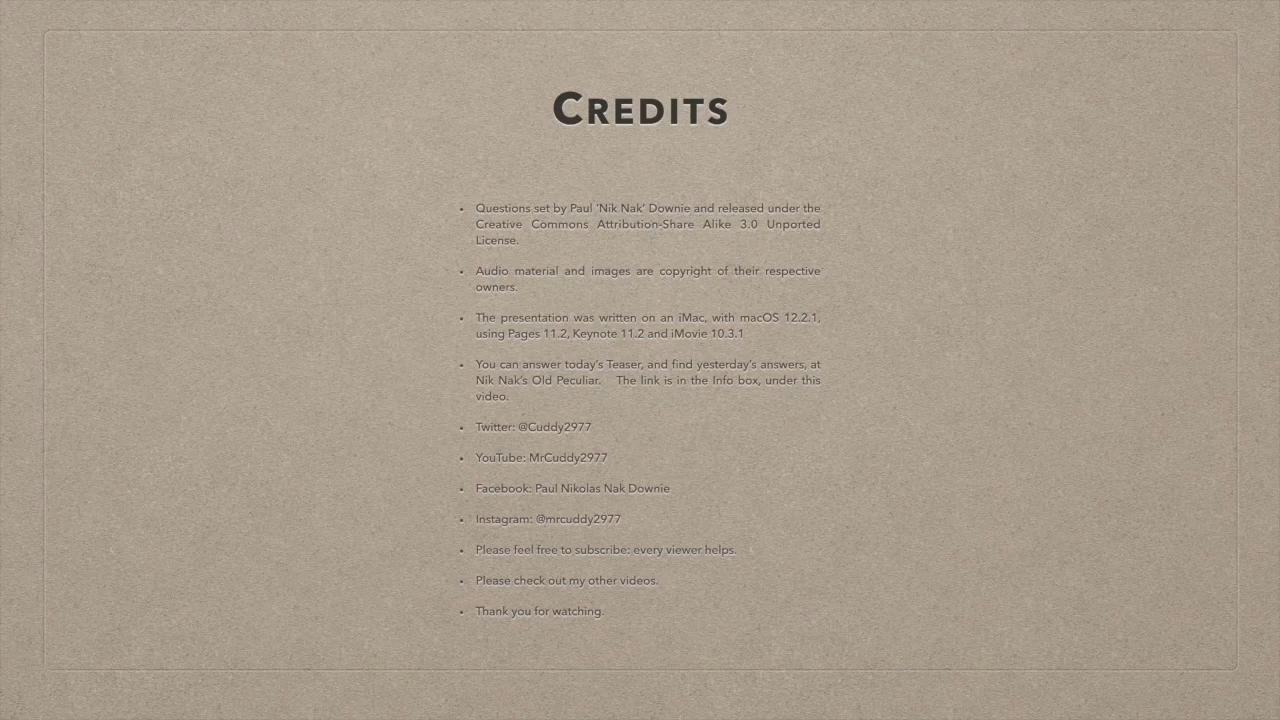 CREDITS
• Questions set by Paul ‘Nik Nak’ Downie and released under the
Creative Commons Attribution-Share Alike 3.0 Unported
License.
• Audio material and images are copyright of their respective
owners.
• The presentation was written on an iMac, with macOS 12.2.1,
using Pages 11.2, Keynote 11.2 and iMovie 10.3.1
• You can answer today’s Teaser, and find yesterday’s answers, at
Nik Nak’s Old Peculiar.   The link is in the Info box, under this
video.
• Twitter: @Cuddy2977
• YouTube: MrCuddy2977
• Facebook: Paul Nikolas Nak Downie
• Instagram: @mrcuddy2977
• Please feel free to subscribe: every viewer helps.
• Please check out my other videos.
• Thank you for watching.